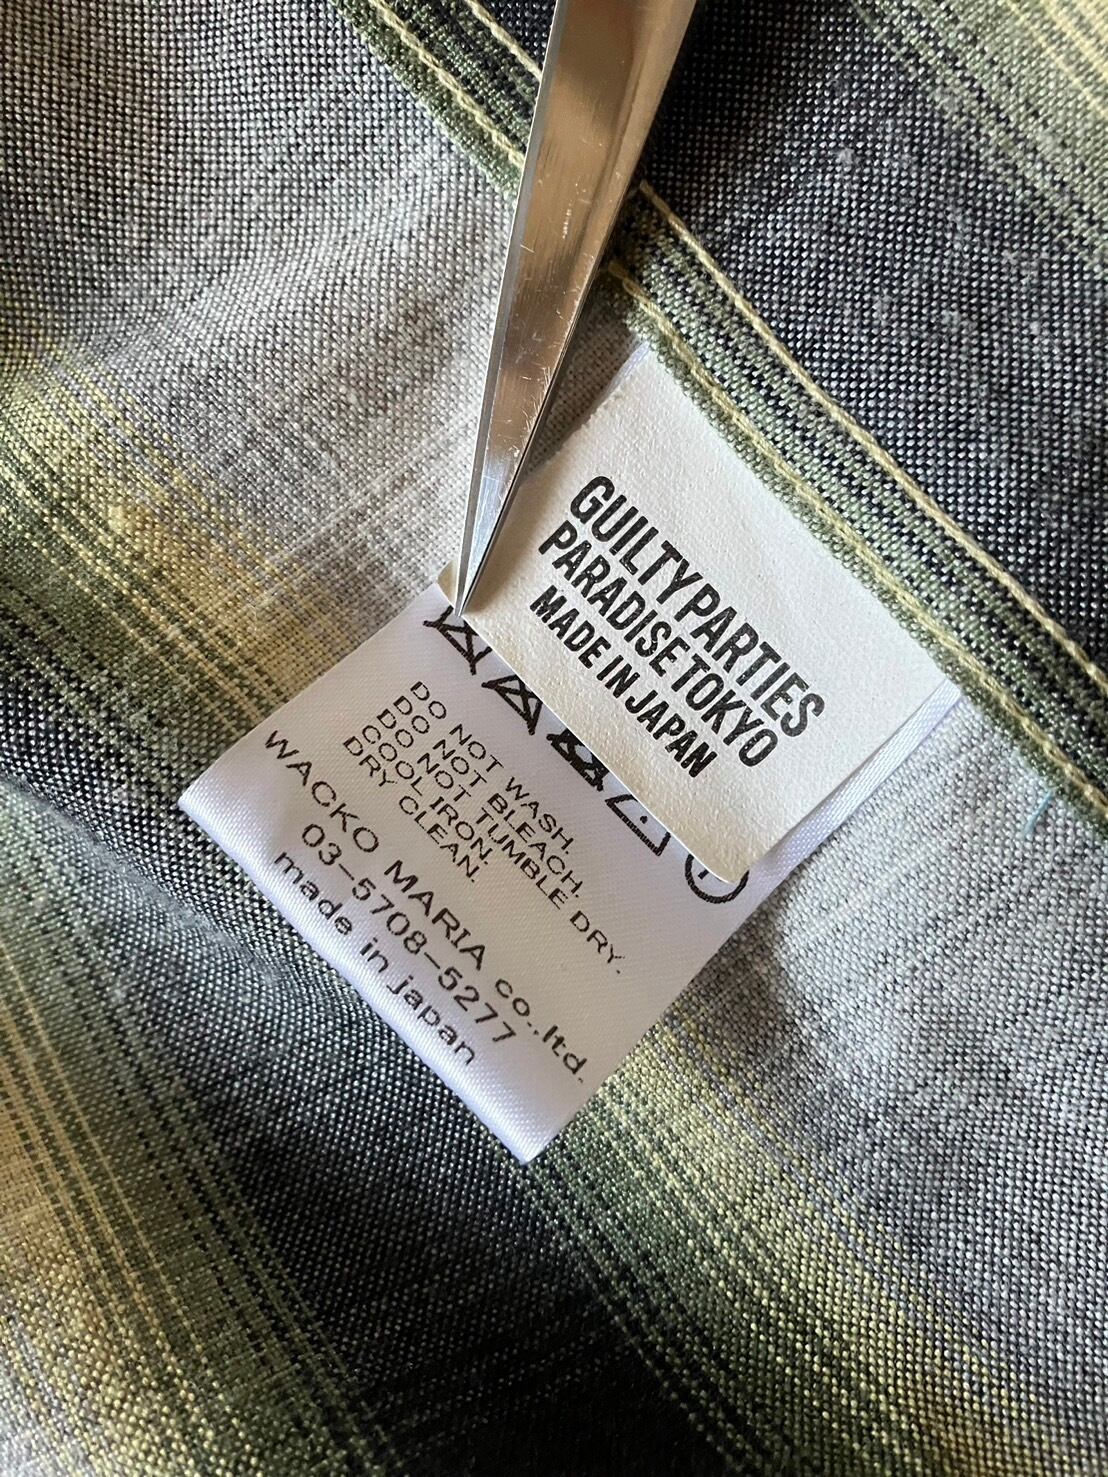 GUILTY PARTIES
PARADISE TOKYO
MADE IN JAPAN
DO NOT WASH.
DO NOT BLEACH.
DO NOT TUMBLE DRY.
COOL IRON.
DRY CLEAN.
WACKO MARIA co.,ltd.
03-5708-5277
made in japan